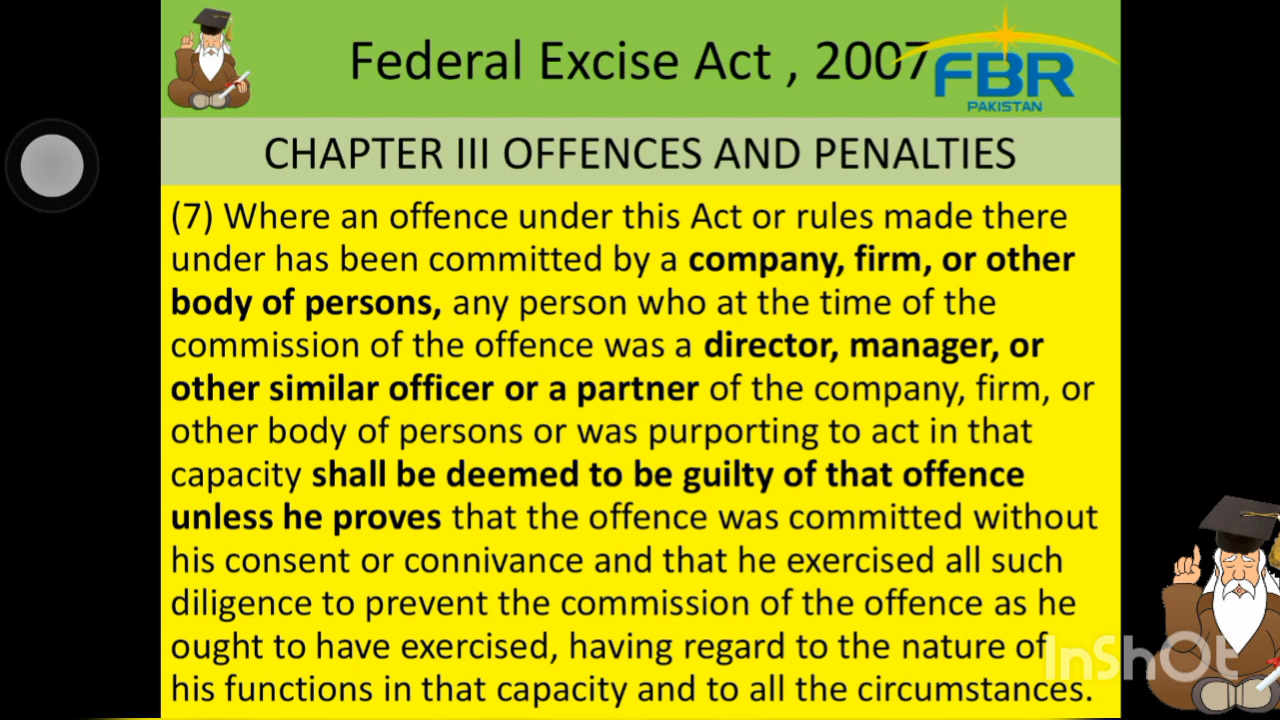 Federal Excise Act , 2007
FBR
PAKISTAN
CHAPTER III OFFENCES AND PENALTIES
(7) Where an offence under this Act or rules made there
under has been committed by a company, firm, or other
body of persons, any person who at the time of the
commission of the offence was a director, manager, or
other similar officer or a partner of the company, firm, or
other body of persons or was purporting to act in that
capacity shall be deemed to be guilty of that offence
unless he proves that the offence was committed without
his consent or connivance and that he exercised all such
diligence to prevent the commission of the offence as he
ought to have exercised, having regard to the nature of
his functions in that capacity and to all the circumstances.
InShOt